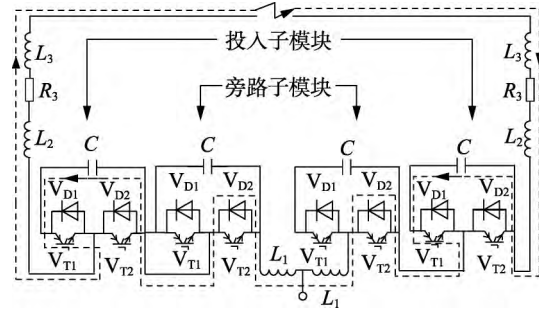 L3 投入子模块 L3
R3 旁路子模块 R3
L2 C C C C L2
VD1 VD2 VD1 VD2 VD1 VD2 VD1 VD2
VT1 VT2 VT1 VT2 L1 VT1 VT2 VT1 VT2
L1